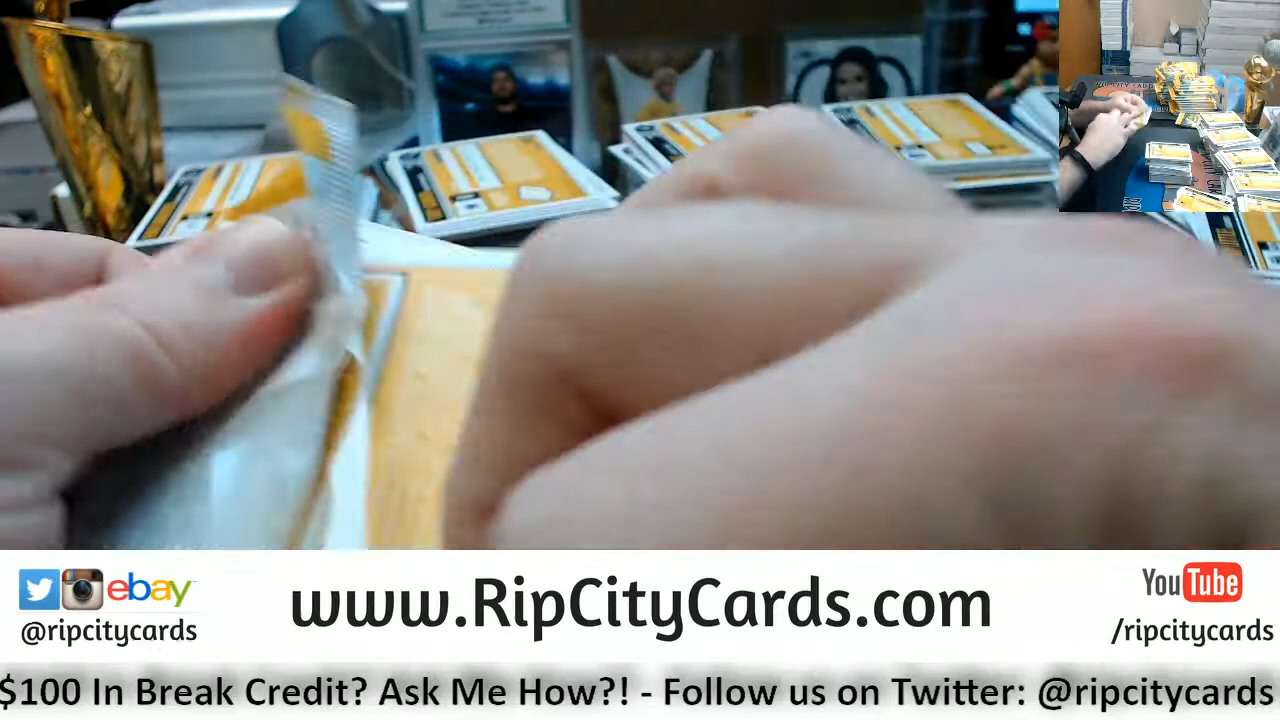 ebay
@ripcitycards
www.RipCityCards.com
YouTube
/ripcitycards
$100 In Break Credit? Ask Me How?! - Follow us on Twitter: @ripcitycards